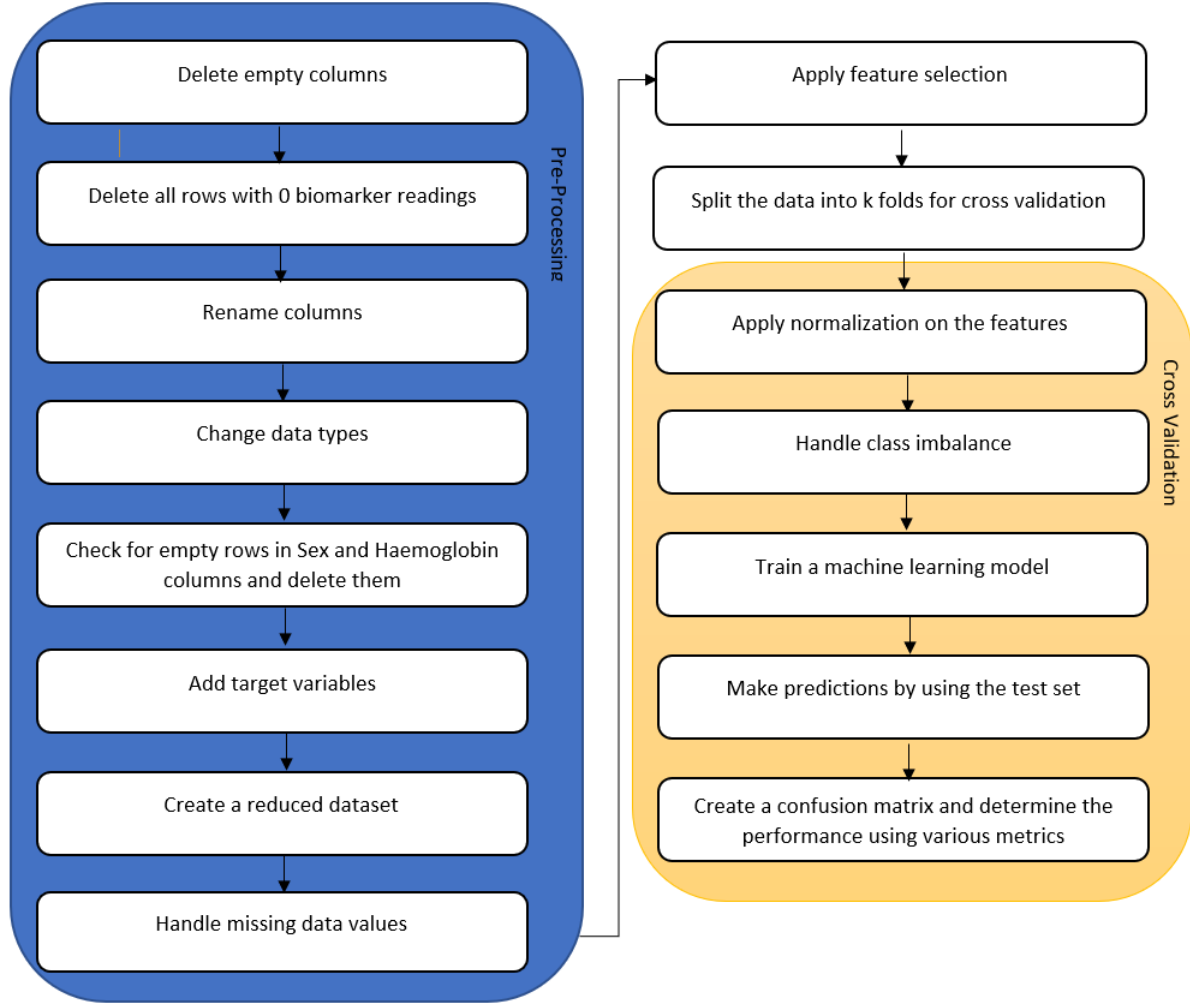 Delete empty columns
Delete all rows with 0 biomarker readings
Rename columns
Change data types
Check for empty rows in Sex and Haemoglobin
columns and delete them
Add target variables
Create a reduced dataset
Handle missing data values
Pre-Processing
Apply feature selection
Split the data into k folds for cross validation
Apply normalization on the features
Handle class imbalance
Train a machine learning model
Make predictions by using the test set
Create a confusion matrix and determine the
performance using various metrics
Cross Validation